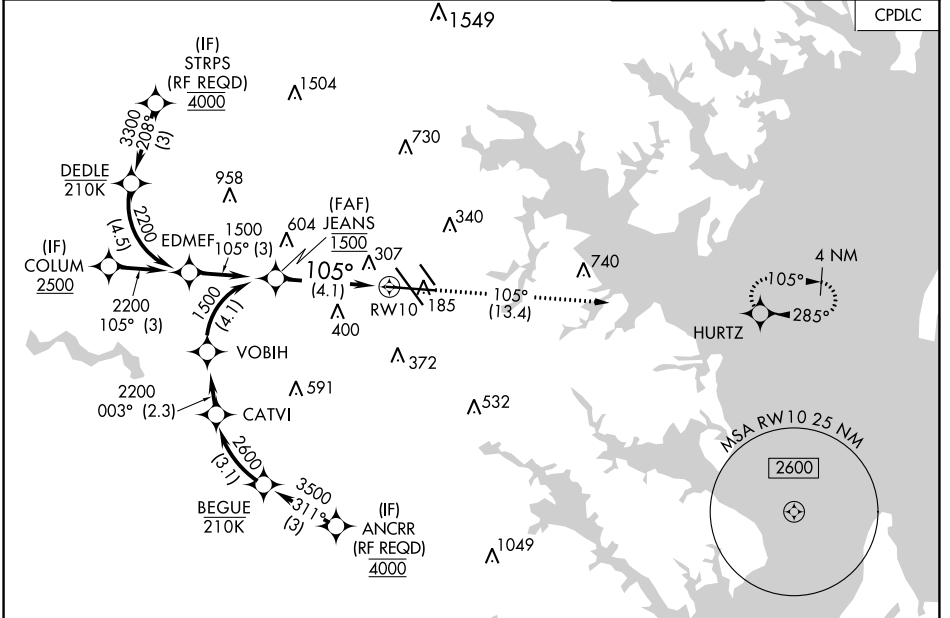 1549
CPDLC
(IF)
STRPS
(RF REQD)
4000
1504
3300
208°
(3)
730
DEDLE
210K
958
(FAF)
JEANS
1500
340
2200
(4.5)
EDMEF
1500
105° (3)
604
307
(IF)
COLUM
2500
105°
(4.1)
740
4 NM
105°
285°
HURTZ
2200
105° (3)
1500
(4.1)
RW10
185
105°
(13.4)
400
VOBIH
372
2200
003° (2.3)
CATVI
591
532
MSA RW10 25 NM
2600
2600
(3.1)
BEGUE
210K
3500
311°
(3)
(IF)
ANCRR
(RF REQD)
4000
1049